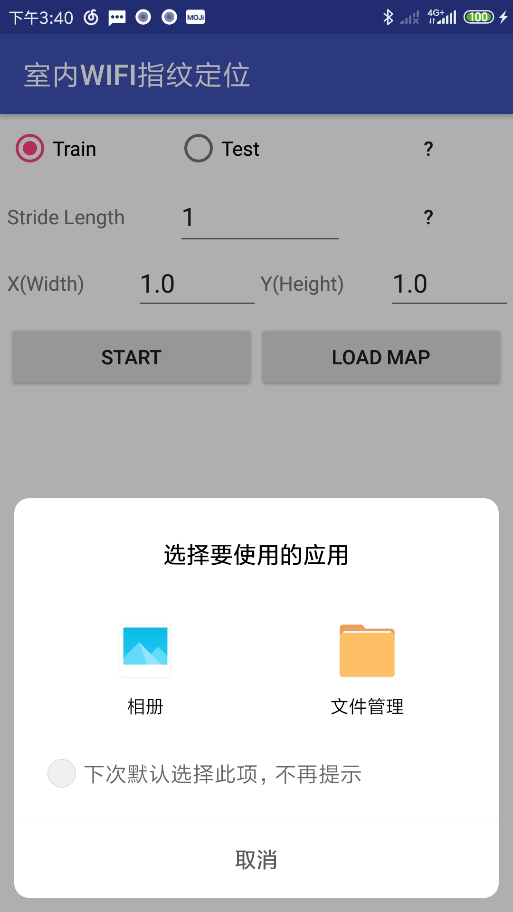 下午3:40 MOJi 4G+ 100
室内WIFI指纹定位
Train Test ?
Stride Length 1 ?
X(Width) 1.0 Y(Height) 1.0
START LOAD MAP
选择要使用的应用
相册 文件管理
下次默认选择此项，不再提示
取消